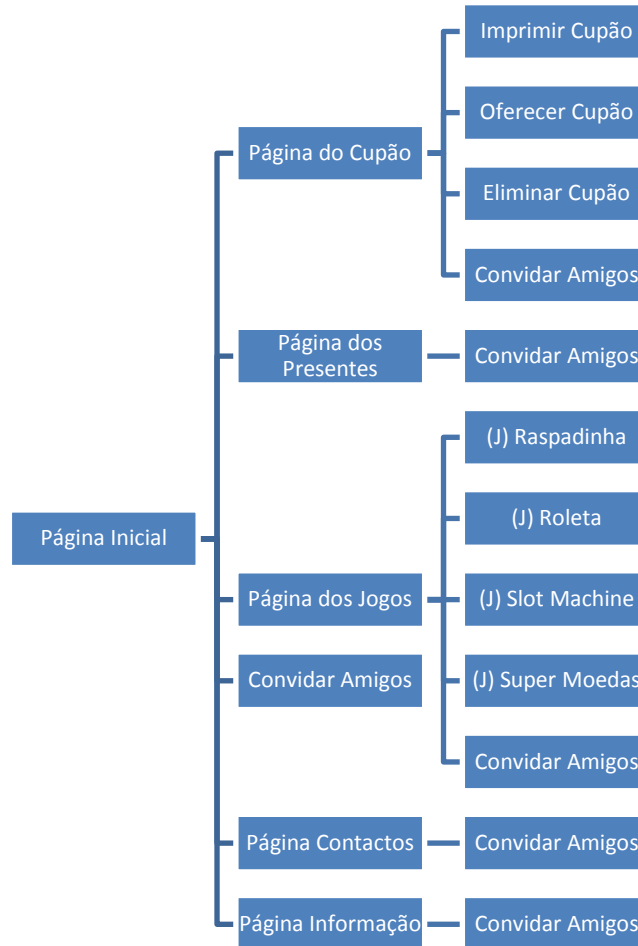 Página Inicial
Página do Cupão
Imprimir Cupão
Oferecer Cupão
Eliminar Cupão
Convidar Amigos
Página dos
Presentes
Convidar Amigos
Página dos Jogos
(J) Raspadinha
(J) Roleta
(J) Slot Machine
(J) Super Moedas
Convidar Amigos
Convidar Amigos
Página Contactos
Convidar Amigos
Página Informação
Convidar Amigos